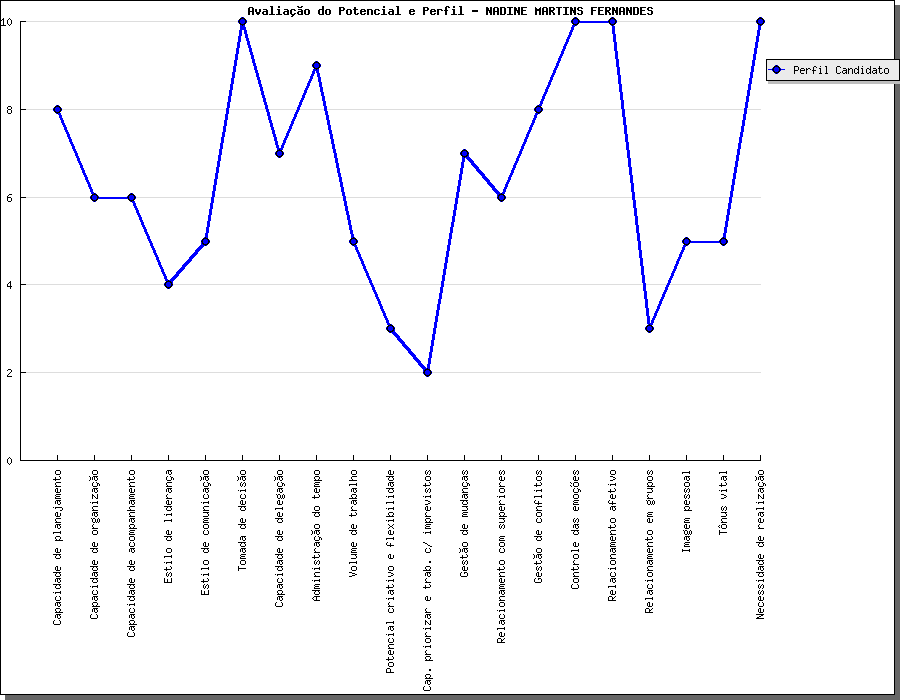 Avaliação do Potencial e Perfil - NADINE MARTINS FERNANDES
10
8
6
4
2
0
Perfil Candidato
Capacidade de planejamento
Capacidade de organização
Capacidade de acompanhamento
Estilo de liderança
Estilo de comunicação
Tomada de decisão
Capacidade de delegação
Administração do tempo
Volume de trabalho
Potencial criativo e flexibilidade
Cap. priorizar e trab. c/ imprevistos
Gestão de mudanças
Relacionamento com superiores
Gestão de conflitos
Controle das emoções
Relacionamento afetivo
Relacionamento em grupos
Imagem pessoal
Tônus vital
Necessidade de realização